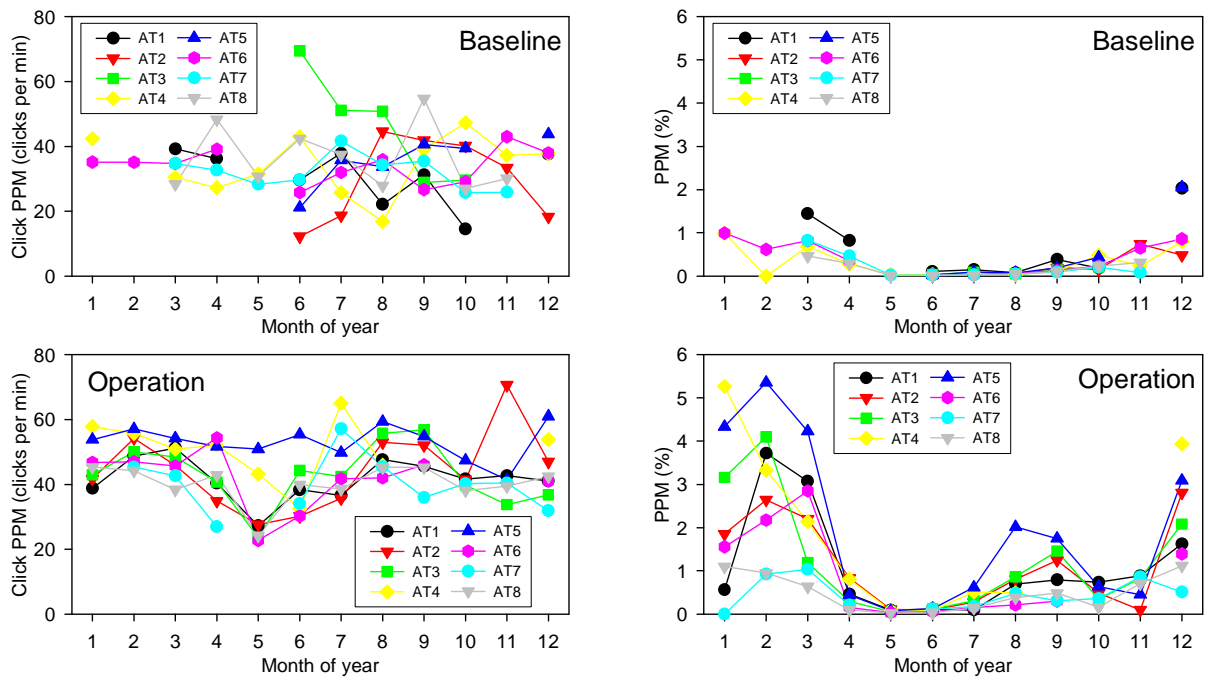 Baseline
Click PPM (clicks per min)
80
60
40
20
0
AT1 AT5
AT2 AT6
AT3 AT7
AT4 AT8
1 2 3 4 5 6 7 8 9 10 11 12
Month of year
Baseline
PPM (%)
6
5
4
3
2
1
0
AT1 AT5
AT2 AT6
AT3 AT7
AT4 AT8
1 2 3 4 5 6 7 8 9 10 11 12
Month of year
Operation
Click PPM (clicks per min)
80
60
40
20
0
AT1 AT5
AT2 AT6
AT3 AT7
AT4 AT8
1 2 3 4 5 6 7 8 9 10 11 12
Month of year
Operation
PPM (%)
6
5
4
3
2
1
0
AT1 AT5
AT2 AT6
AT3 AT7
AT4 AT8
1 2 3 4 5 6 7 8 9 10 11 12
Month of year